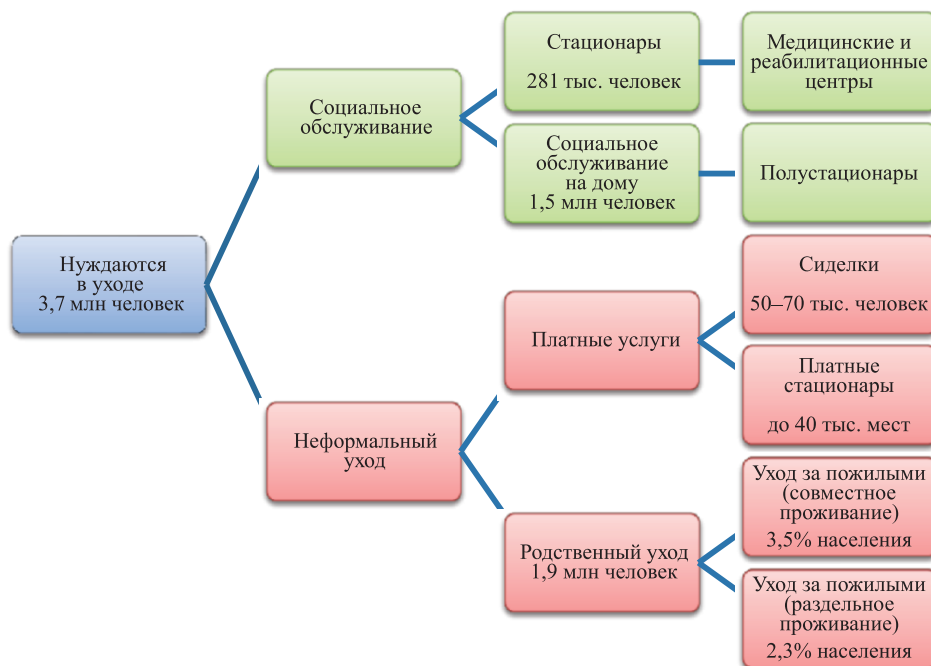 Нуждаются
в уходе
3,7 млн человек
Социальное
обслуживание
Стационары
281 тыс. человек
Медицинские и
реабилитационные
центры
Социальное
обслуживание
на дому
1,5 млн человек
Полустационары
Неформальный
уход
Платные услуги
Сиделки
50–70 тыс. человек
Платные
стационары
до 40 тыс. мест
Родственный уход
1,9 млн человек
Уход за пожилыми
(совместное
проживание)
3,5% населения
Уход за пожилыми
(раздельное
проживание)
2,3% населения